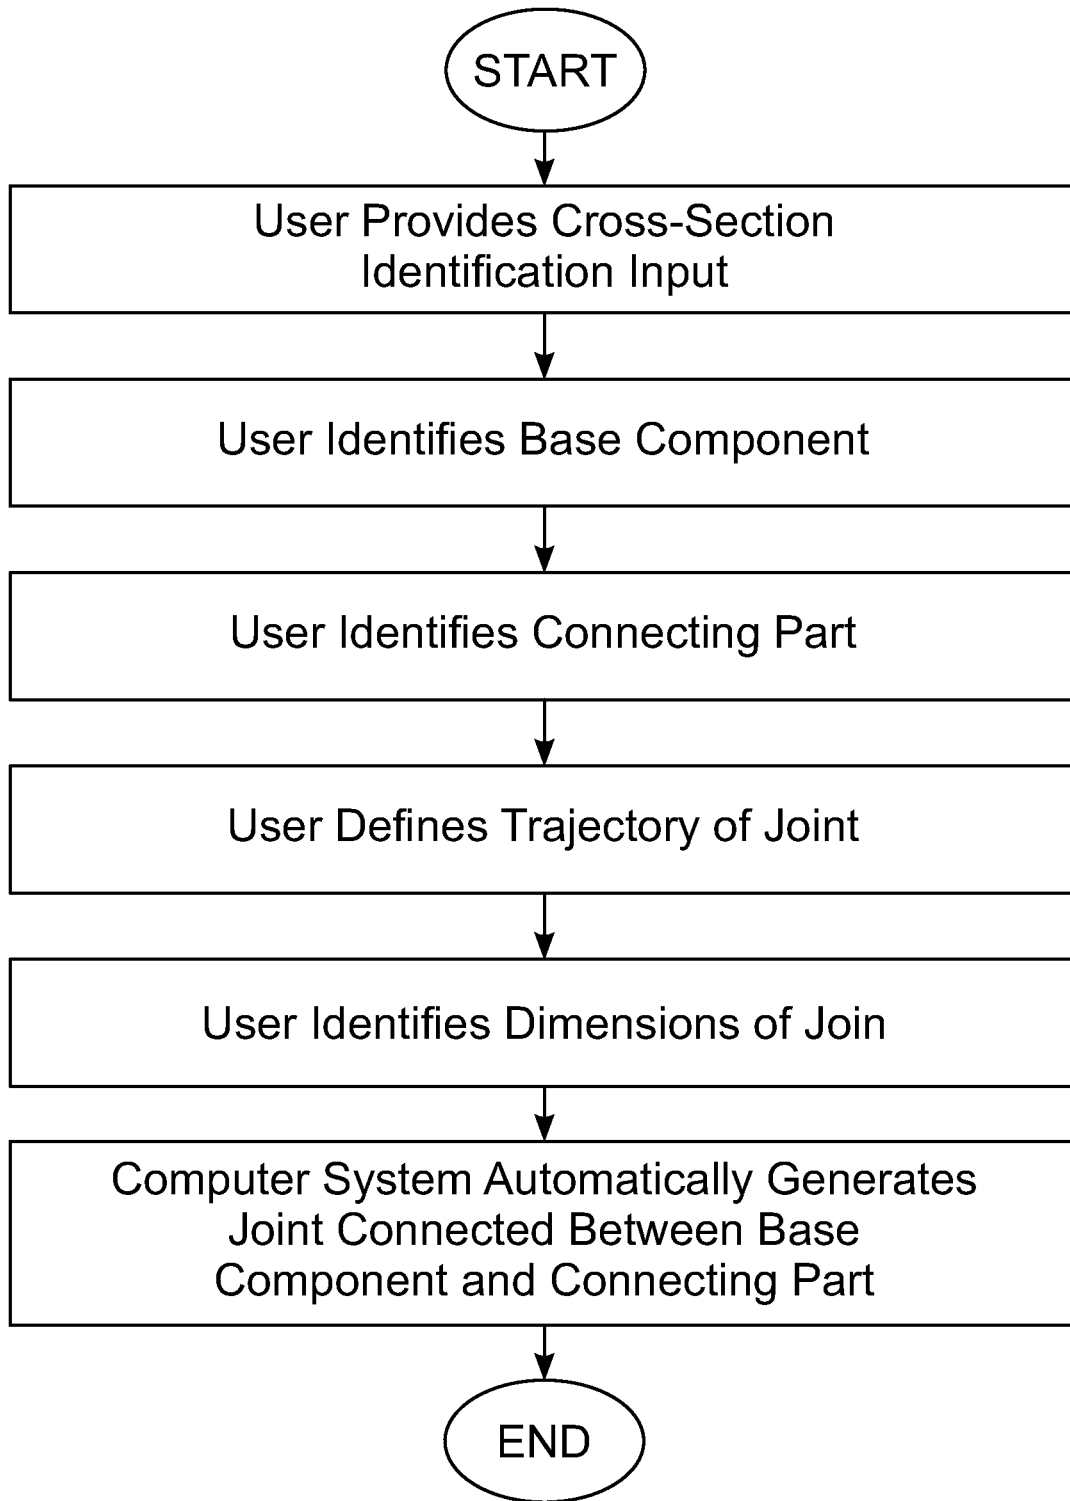 START
User Provides Cross-Section
Identification Input
User Identifies Base Component
User Identifies Connecting Part
User Defines Trajectory of Joint
User Identifies Dimensions of Join
Computer System Automatically Generates
Joint Connected Between Base
Component and Connecting Part
END